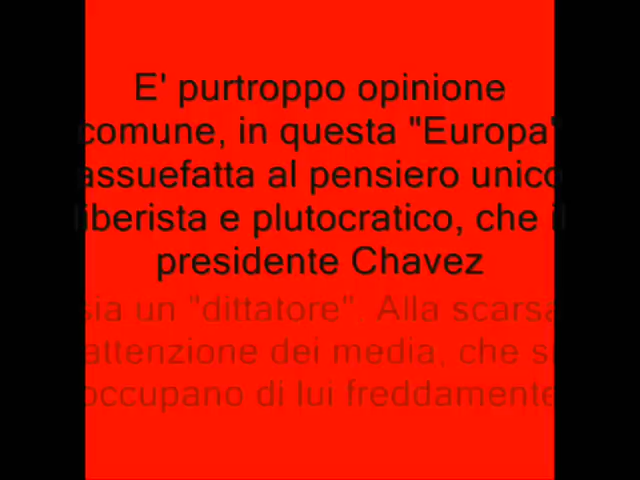 E' purtroppo opinione
comune, in questa "Europa"
assuefatta al pensiero unico
liberista e plutocratico, che il
presidente Chavez
sia un "dittatore". Alla scarsa
attenzione dei media, che si
occupano di lui freddamente